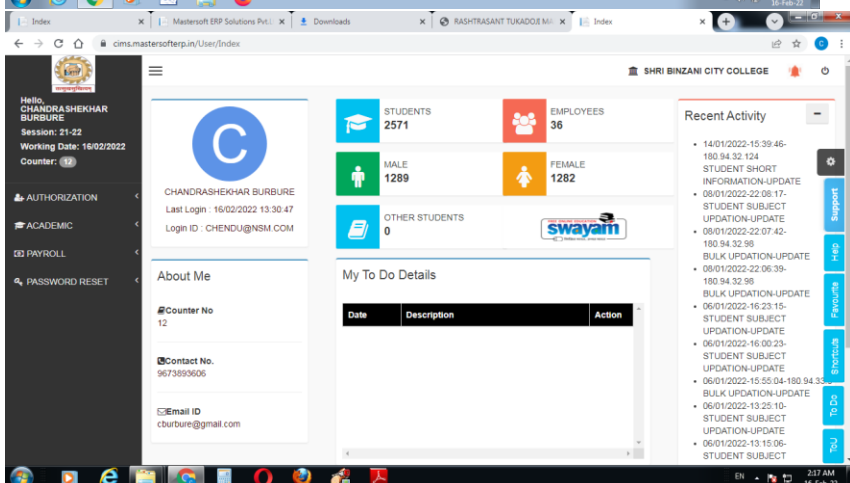 16-Feb-22
Index
Mastersoft ERP Solutions Pvt.L
Downloads
RASHTRASANT TUKADOJI MA
Index
cims.mastersofterp.in/User/Index
C
SHRI BINZANI CITY COLLEGE
Hello,
CHANDRASHEKHAR
BURBURE
Session: 21-22
Working Date: 16/02/2022
Counter: 12
AUTHORIZATION
ACADEMIC
PAYROLL
PASSWORD RESET
C
CHANDRASHEKHAR BURBURE
Last Login : 16/02/2022 13:30:47
Login ID : CHENDU@NSM.COM
About Me
Counter No
12
Contact No.
9673893606
Email ID
cburbure@gmail.com
STUDENTS
2571
EMPLOYEES
36
MALE
1289
FEMALE
1282
OTHER STUDENTS
0
swayam
My To Do Details
Date Description Action
Recent Activity
14/01/2022-15:39:46-
180.94.32.124
STUDENT SHORT
INFORMATION-UPDATE
08/01/2022-22:08:17-
STUDENT SUBJECT
UPDATION-UPDATE
08/01/2022-22:07:42-
180.94.32.98
BULK UPDATION-UPDATE
08/01/2022-22:06:39-
180.94.32.98
BULK UPDATION-UPDATE
06/01/2022-16:23:15-
STUDENT SUBJECT
UPDATION-UPDATE
06/01/2022-16:00:23-
STUDENT SUBJECT
UPDATION-UPDATE
06/01/2022-15:55:04-180.94.33.
BULK UPDATION-UPDATE
06/01/2022-13:25:10-
STUDENT SUBJECT
UPDATION-UPDATE
06/01/2022-13:15:06-
STUDENT SUBJECT
Support
Help
Favourite
Shortcuts
To Do
ToU
EN
2:17 AM